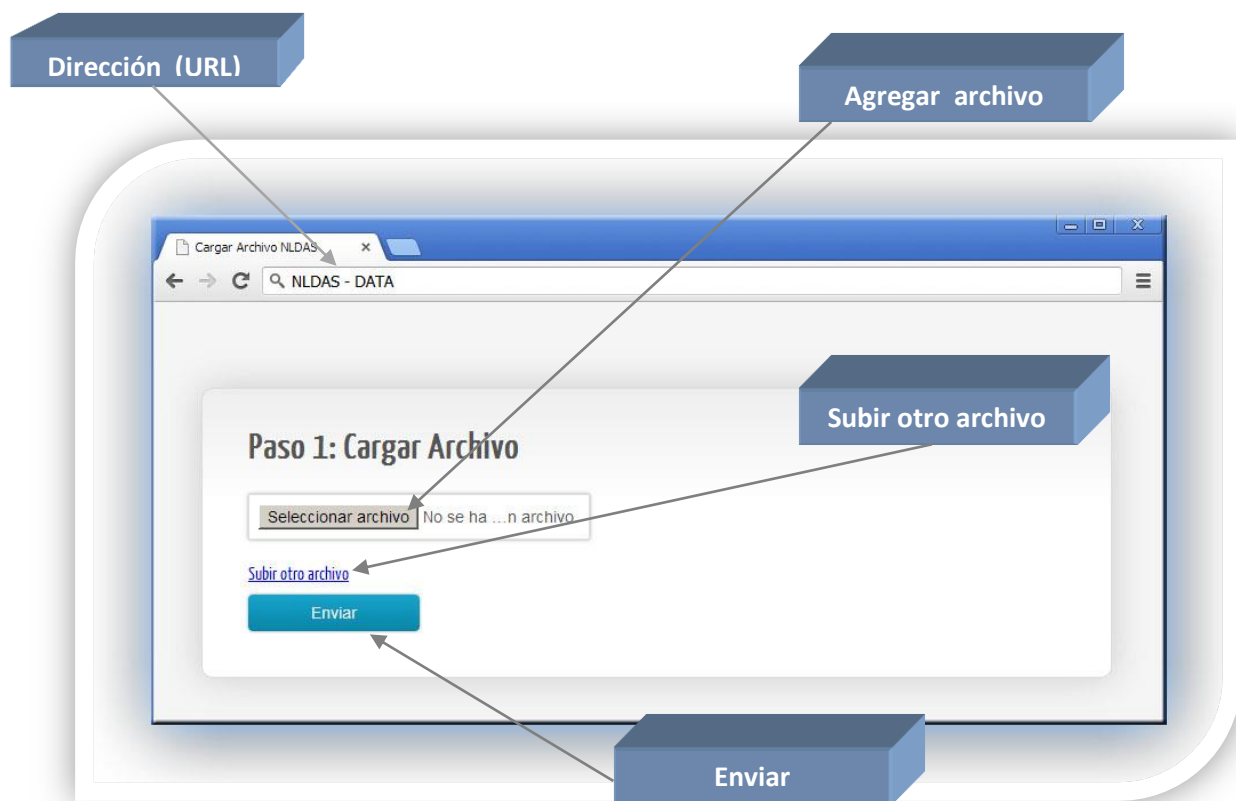 Dirección (URL)
Agregar archivo
Cargar Archivo NLDAS
NLDAS - DATA
Subir otro archivo
Paso 1: Cargar Archivo
Seleccionar archivo No se ha ...n archivo
Subir otro archivo
Enviar
Enviar